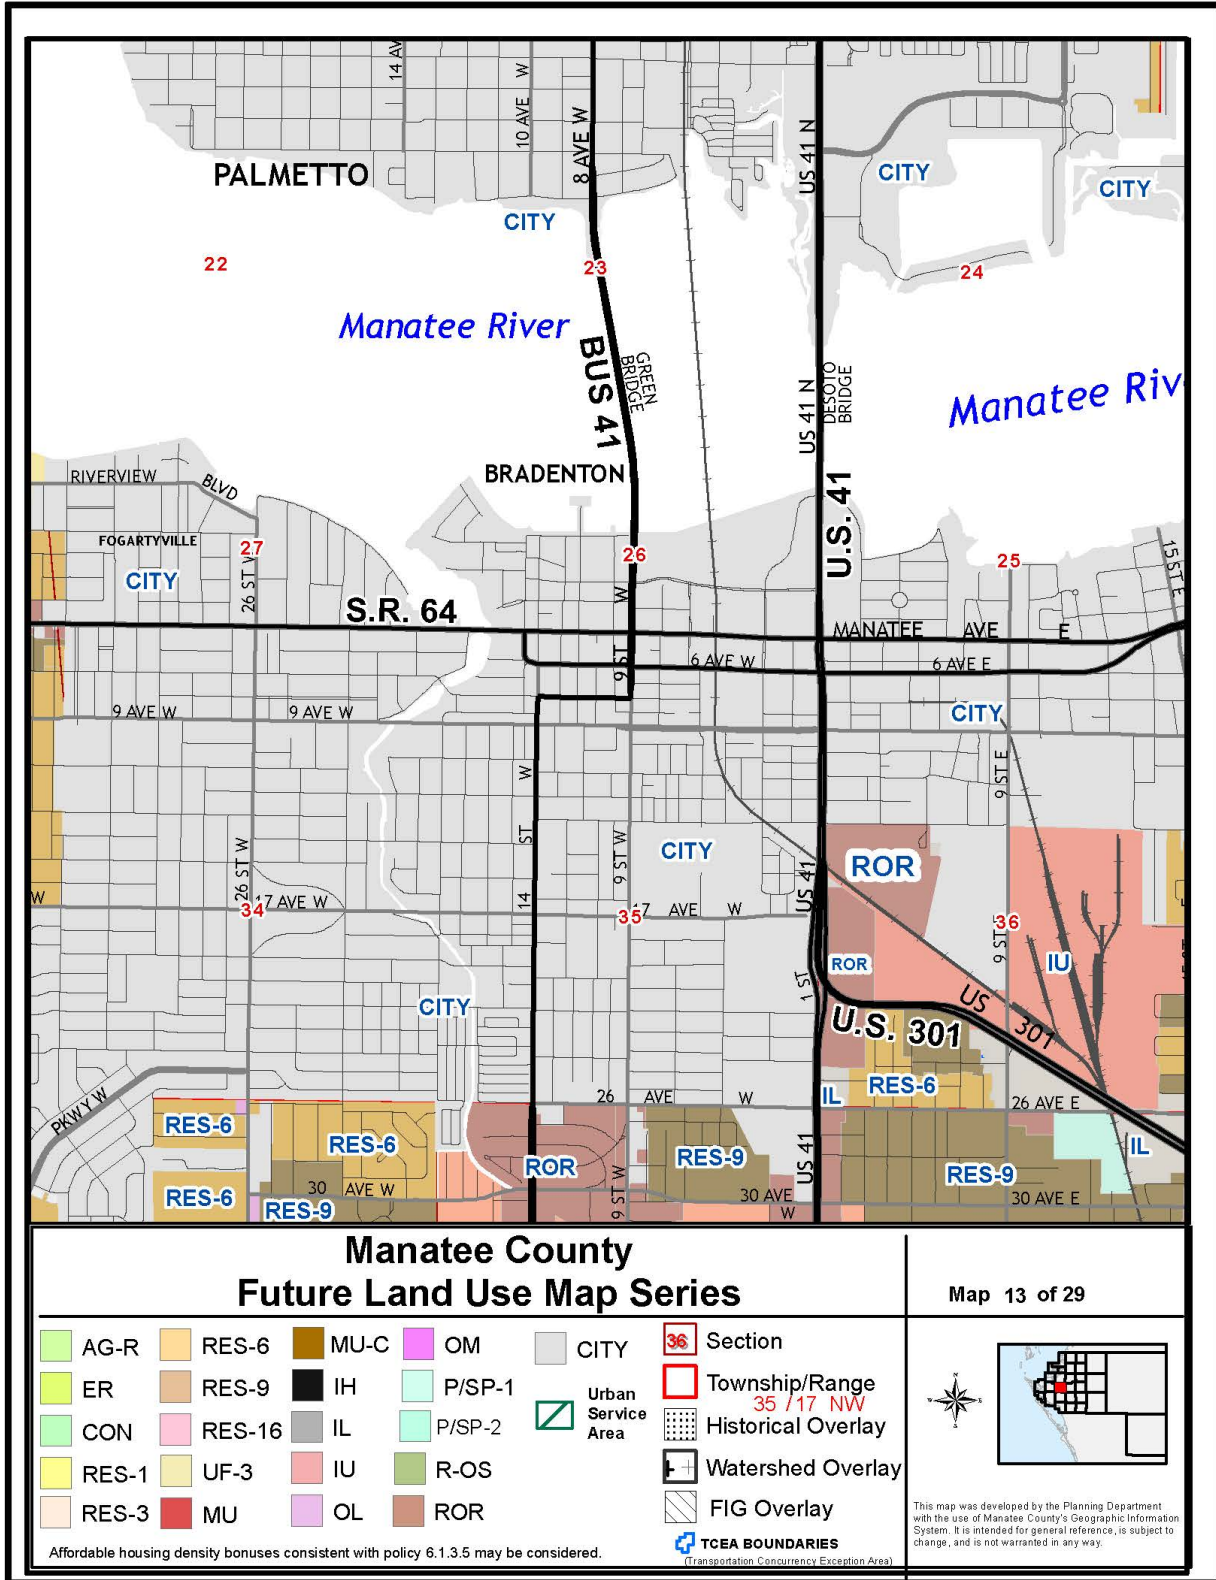 14 AV
10 AVE W
8 AVE W
US 41 N
PALMETTO
CITY
CITY
CITY
22
23
24
Manatee River
BUS 41
GREEN
BRIDGE
US 41 N
DESOTO
BRIDGE
Manatee Riv
BRADENTON
RIVERVIEW
BLVD
U.S. 41
FOGARTYVILLE
27
26
25
15 ST E
CITY
26 ST W
S.R. 64
W
9 ST
MANATEE AVE E
6 AVE W
6 AVE E
9 AVE W
9 AVE W
CITY
9 ST E
W
ST
14
26 ST W
9 ST W
CITY
US 41
ROR
W
34
17 AVE W
35
17 AVE W
36
9 ST
ROR
IU
1 ST
CITY
US
301
U.S. 301
PKWY W
RES-6
IL
26 AVE W
26 AVE E
RES-6
RES-6
ROR
RES-9
US 41
RES-9
IL
RES-6
30 AVE W
RES-9
9 ST W
30 AVE
W
30 AVE E
Manatee County
Future Land Use Map Series
Map 13 of 29
AG-R
ER
CON
RES-1
RES-3
RES-6
RES-9
RES-16
UF-3
MU
MU-C
IH
IL
IU
OL
OM
P/SP-1
P/SP-2
R-OS
ROR
CITY
Urban
Service
Area
36 Section
Township/Range
35 / 17 NW
Historical Overlay
Watershed Overlay
FIG Overlay
TCEA BOUNDARIES
(Transportation Concurrency Exception Area)
Affordable housing density bonuses consistent with policy 6.1.3.5 may be considered.
N
E
S
W
This map was developed by the Planning Department
with the use of Manatee County's Geographic Information
System. It is intended for general reference, is subject to
change, and is not warranted in any way.